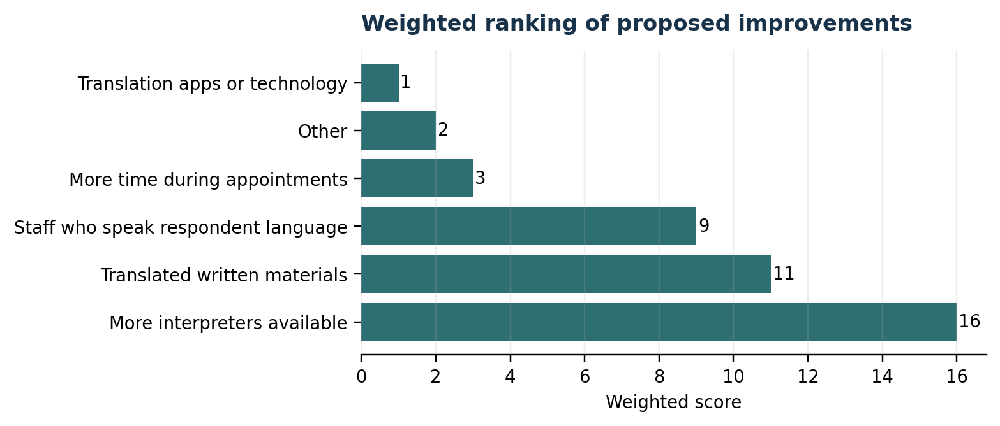 Weighted ranking of proposed improvements
Translation apps or technology 1
Other 2
More time during appointments 3
Staff who speak respondent language 9
Translated written materials 11
More interpreters available 16
0 2 4 6 8 10 12 14 16
Weighted score